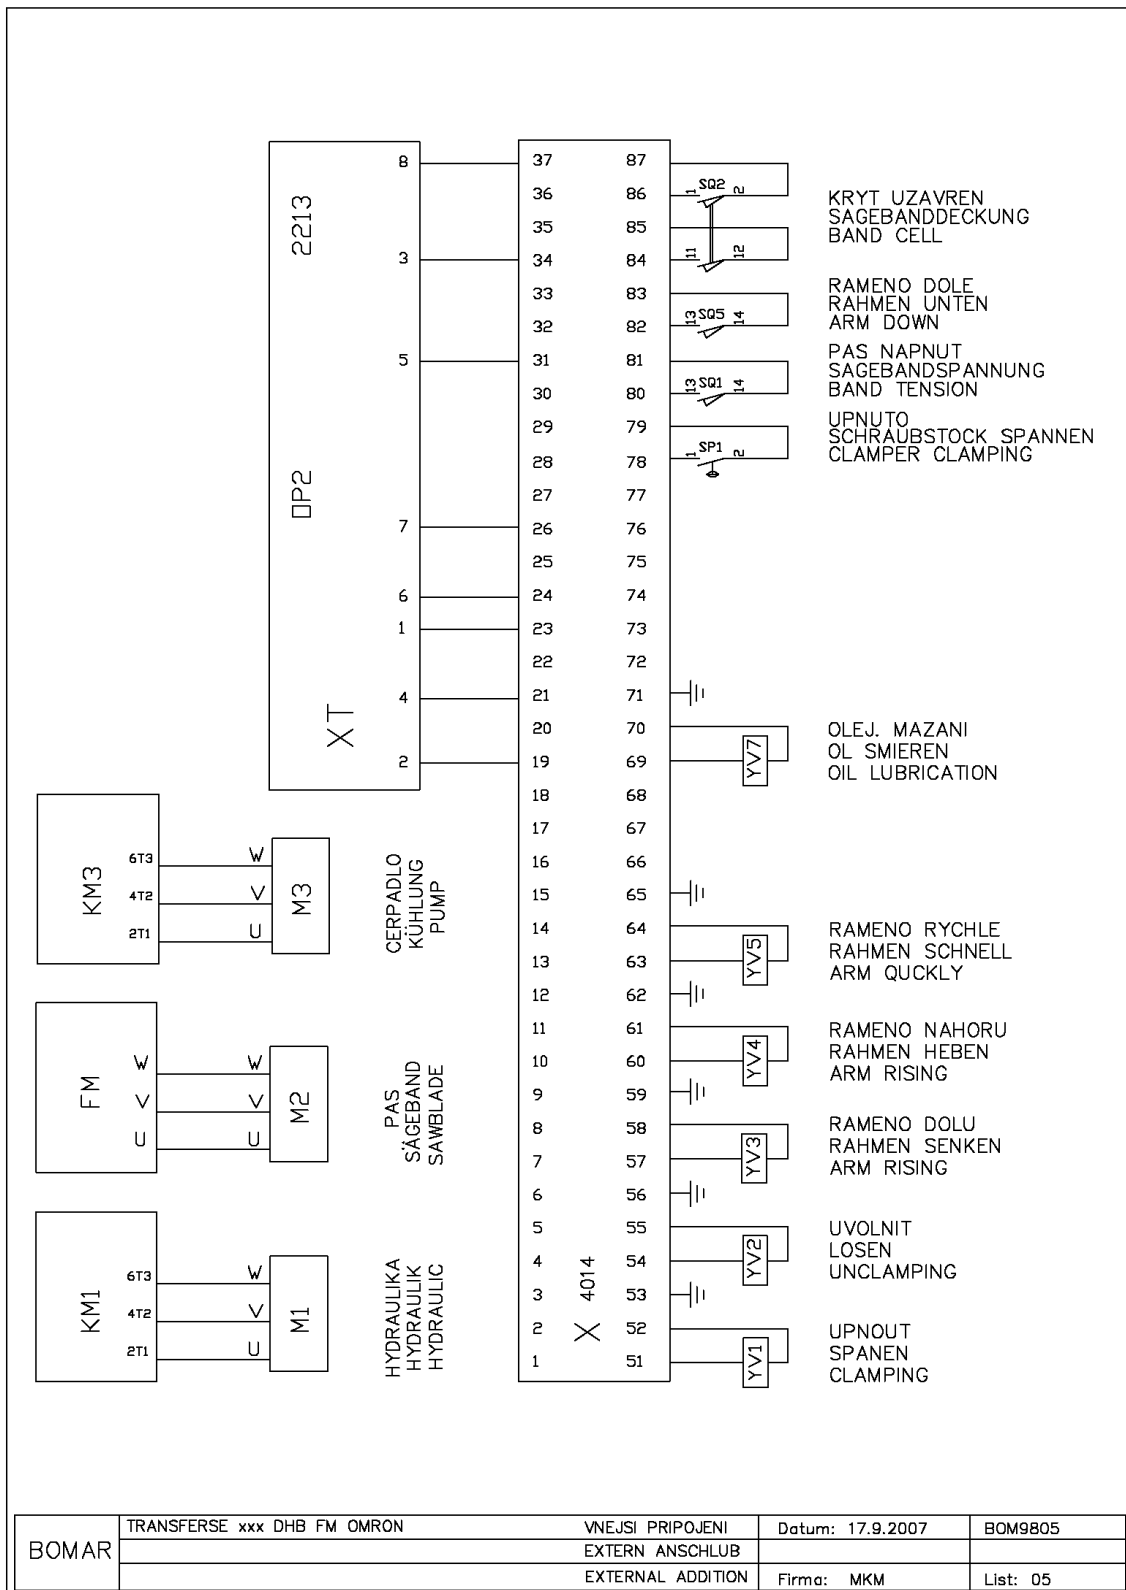 8 37 87
36 86 1 SQ2 2
35 85
3 34 84 11 12
33 83
32 82 13 SQ5 14
5 31 81
30 80 13 SQ1 14
29 79
28 78 1 SP1 2
27 77
7 26 76
25 75
6 24 74
1 23 73
22 72
4 21 71
20 70
2 19 69 YV7
18 68
17 67
16 66
15 65
14 64
13 63 YV5
12 62
11 61
10 60 YV4
9 59
8 58
7 57 YV3
6 56
5 55
4 54 YV2
3 53
2 52
1 51 YV1
2213
OP2
XT
4014
X
KRYT UZAVREN
SAGEBANDDECKUNG
BAND CELL
RAMENO DOLE
RAHMEN UNTEN
ARM DOWN
PAS NAPNUT
SAGEBANDSPANNUNG
BAND TENSION
UPNUTO
SCHRAUBSTOCK SPANNEN
CLAMPER CLAMPING
OLEJ. MAZANI
OL SMIEREN
OIL LUBRICATION
RAMENO RYCHLE
RAHMEN SCHNELL
ARM QUCKLY
RAMENO NAHORU
RAHMEN HEBEN
ARM RISING
RAMENO DOLU
RAHMEN SENKEN
ARM RISING
UVOLNIT
LOSEN
UNCLAMPING
UPNOUT
SPANEN
CLAMPING
KM3
6T3 W
4T2 V
2T1 U
M3
CERPADLO
KÜHLUNG
PUMP
FM
W W
V V
U U
M2
PAS
SÄGEBAND
SAWBLADE
KM1
6T3 W
4T2 V
2T1 U
M1
HYDRAULIKA
HYDRAULIK
HYDRAULIC
BOMAR
TRANSFERSE xxx DHB FM OMRON
VNEJSI PRIPOJENI
EXTERN ANSCHLUB
EXTERNAL ADDITION
Datum: 17.9.2007
Firma: MKM
BOM9805
List: 05